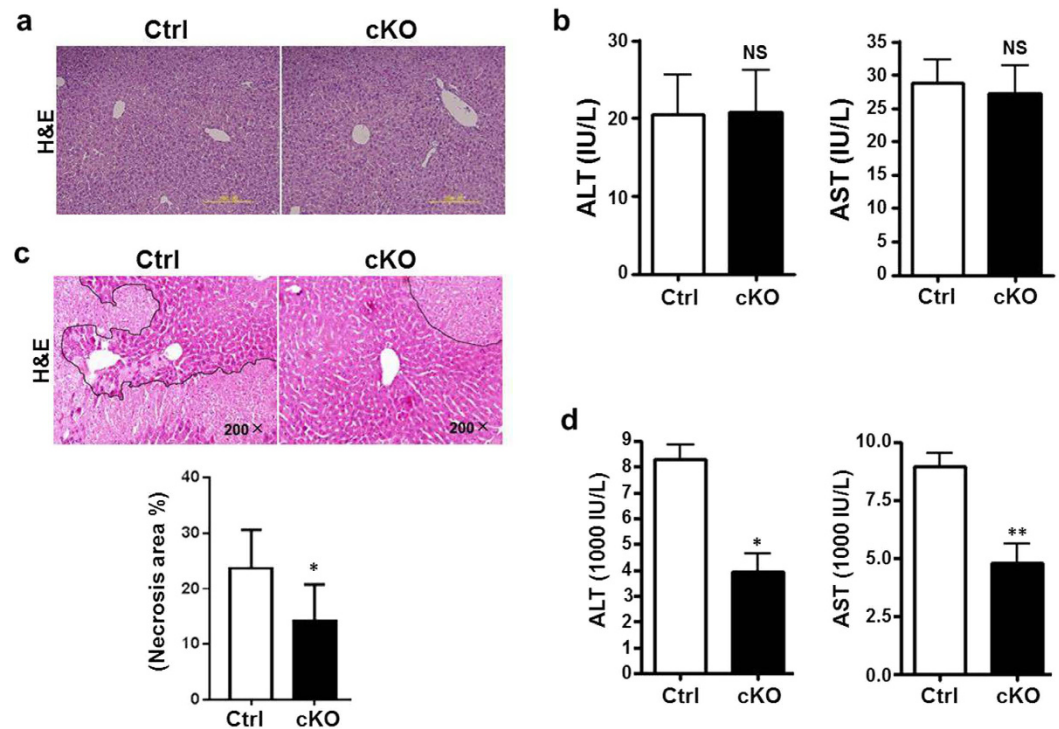 a
Ctrl
cKO
H&E
b
ALT (IU/L)
30
20
10
0
NS
Ctrl
cKO
AST (IU/L)
35
30
25
20
15
10
5
0
NS
Ctrl
cKO
c
Ctrl
cKO
H&E
200×
200×
(Necrosis area %)
40
30
20
10
0
*
Ctrl
cKO
d
ALT (1000 IU/L)
9
8
7
6
5
4
3
2
1
0
*
Ctrl
cKO
AST (1000 IU/L)
10.0
7.5
5.0
2.5
0.0
**
Ctrl
cKO